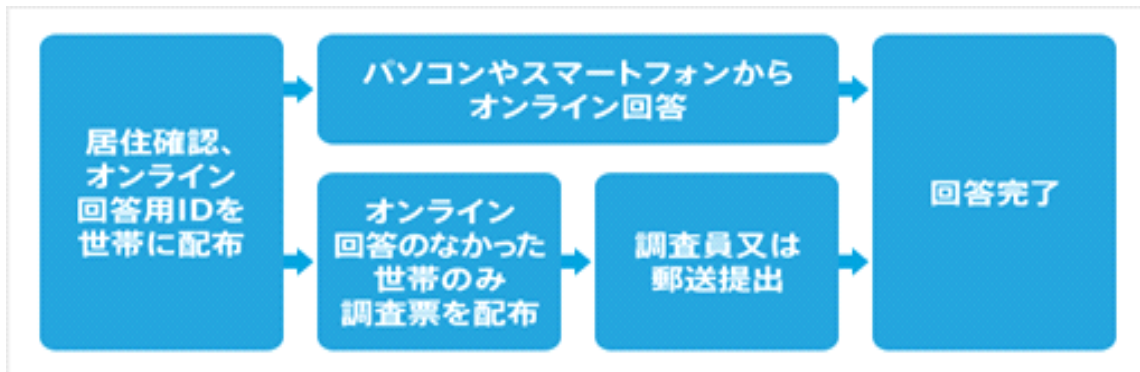 居住確認、
オンライン
回答用IDを
世帯に配布
パソコンやスマートフォンから
オンライン回答
オンライン
回答のなかった
世帯のみ
調査票を配布
調査員又は
郵送提出
回答完了